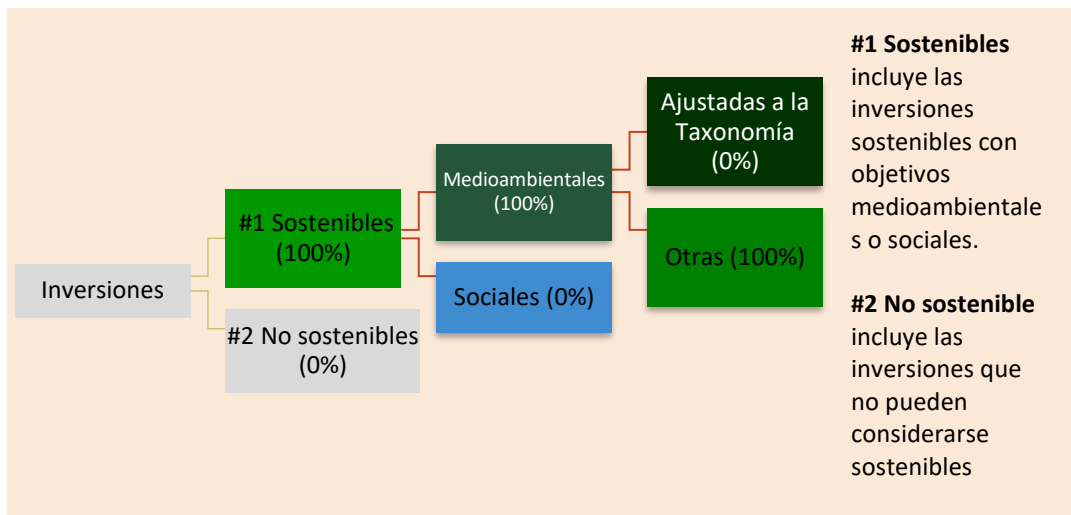 Inversiones
#1 Sostenibles
(100%)
#2 No sostenibles
(0%)
Medioambientales
(100%)
Sociales (0%)
Ajustadas a la
Taxonomía
(0%)
Otras (100%)
#1 Sostenibles
incluye las
inversiones
sostenibles con
objetivos
medioambientale
s o sociales.
#2 No sostenible
incluye las
inversiones que
no pueden
considerarse
sostenibles